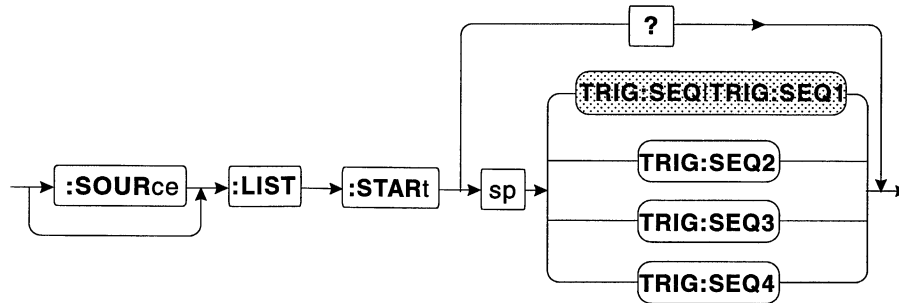 ?
TRIG:SEQ|TRIG:SEQ1
:SOURce :LIST :STARt sp TRIG:SEQ2
TRIG:SEQ3
TRIG:SEQ4